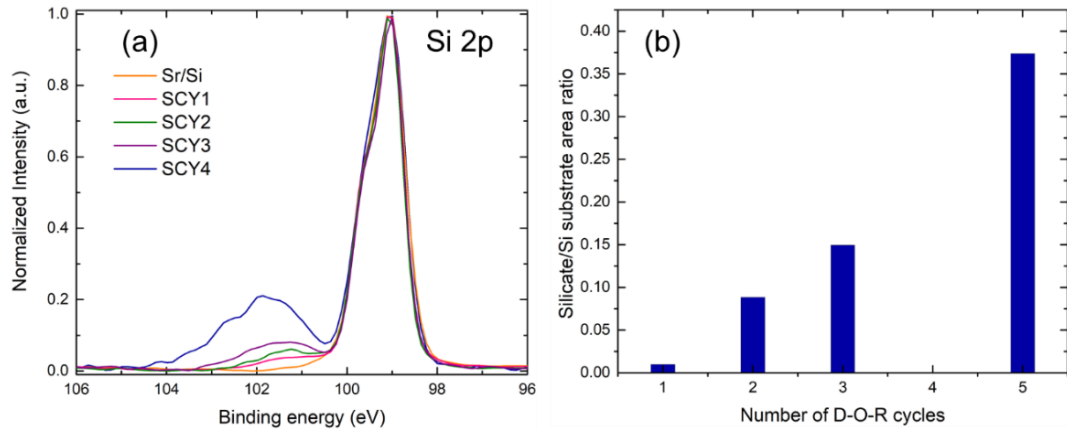 (a)
Si 2p
Sr/Si
SCY1
SCY2
SCY3
SCY4
Normalized Intensity (a.u.)
1.0
0.8
0.6
0.4
0.2
0.0
106 104 102 100 98 96
Binding energy (eV)
(b)
Silicate/Si substrate area ratio
0.40
0.35
0.30
0.25
0.20
0.15
0.10
0.05
0.00
1 2 3 4 5
Number of D-O-R cycles